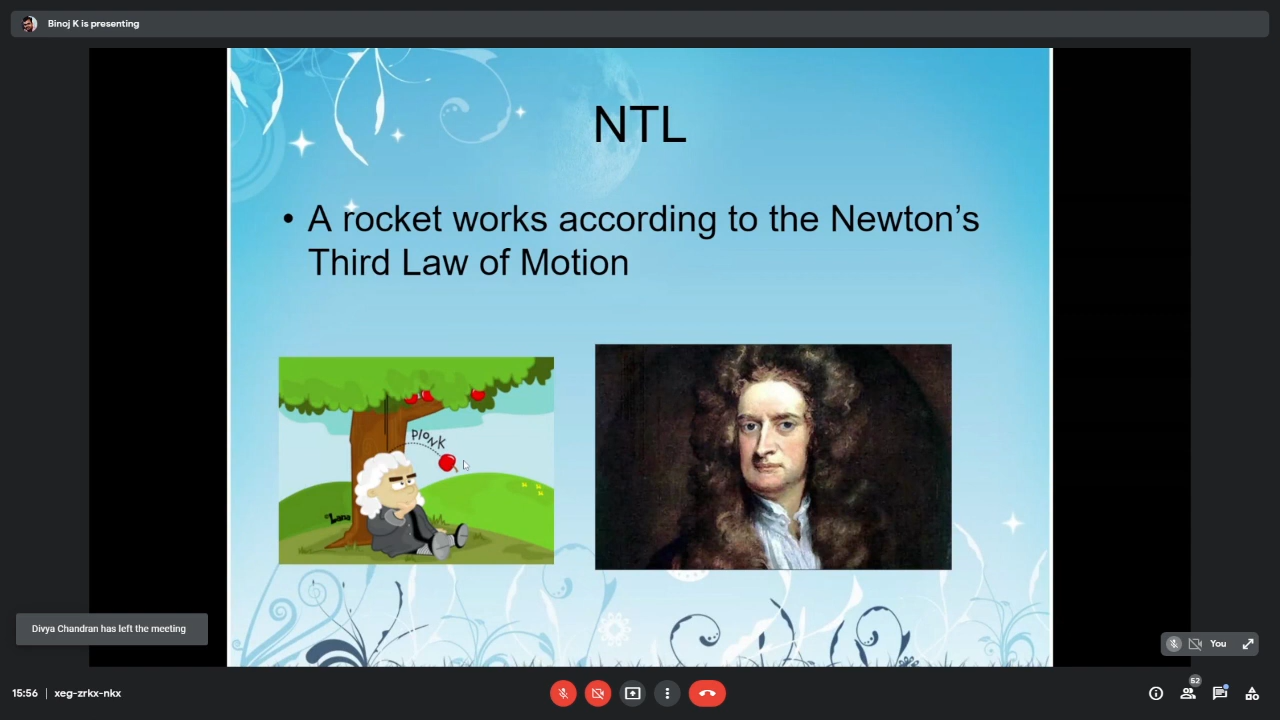 Binoj K is presenting
NTL
• A rocket works according to the Newton's
Third Law of Motion
PLONK
Lana
Divya Chandran has left the meeting
You
15:56 | xeg-zrkx-nkx
62